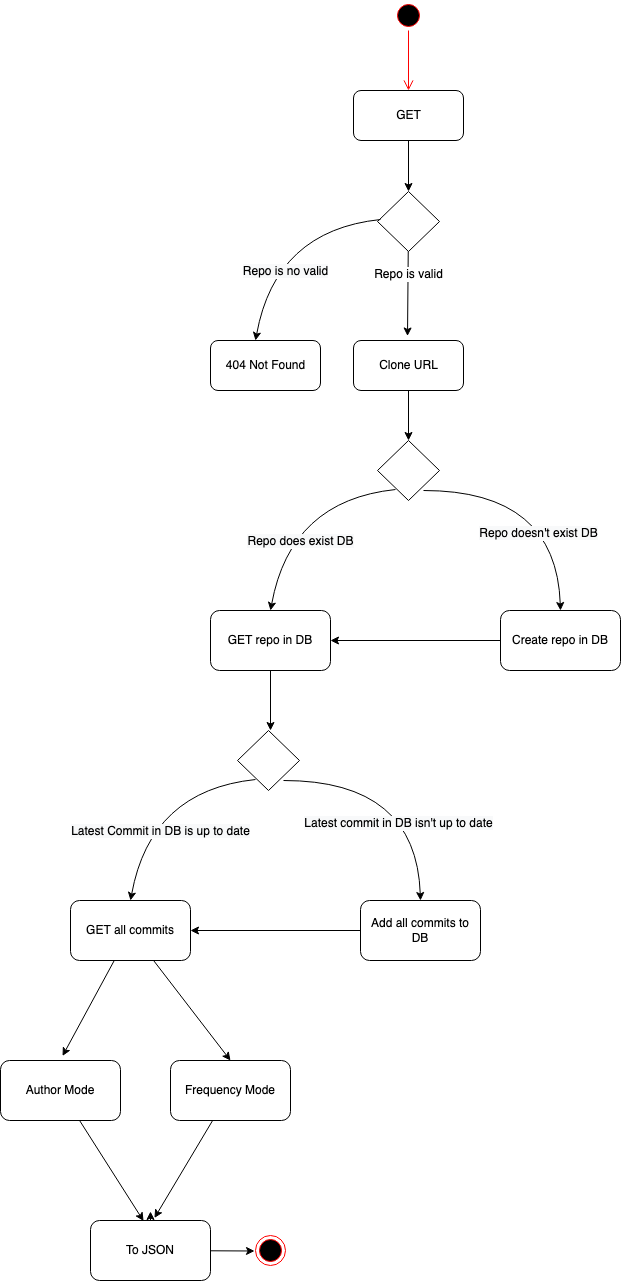 GET
Repo is no valid
Repo is valid
404 Not Found
Clone URL
Repo does exist DB
Repo doesn't exist DB
GET repo in DB
Create repo in DB
Latest Commit in DB is up to date
Latest commit in DB isn't up to date
GET all commits
Add all commits to
DB
Author Mode
Frequency Mode
To JSON